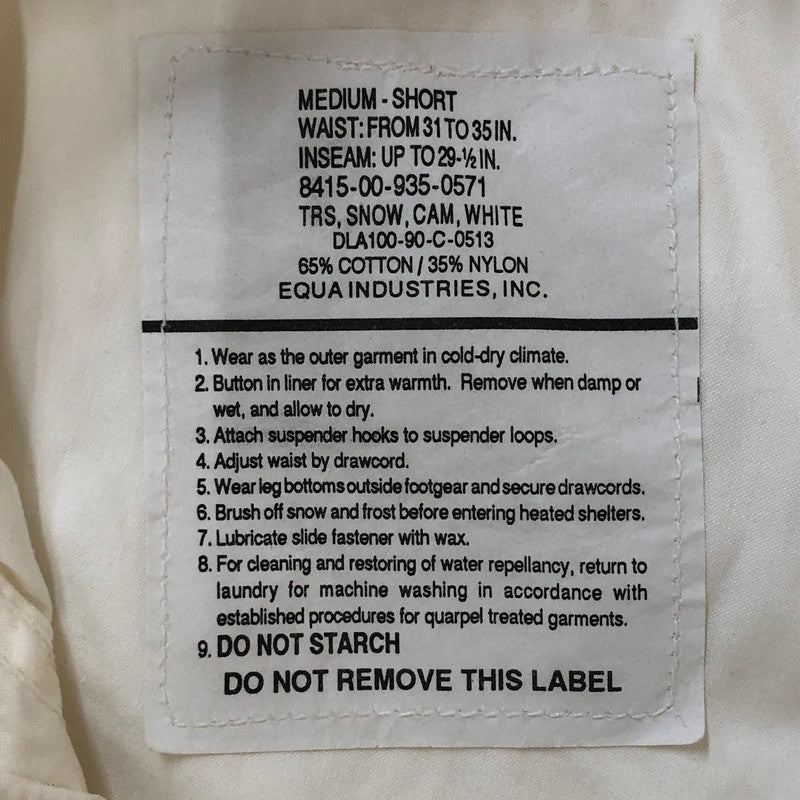 MEDIUM - SHORT
WAIST: FROM 31 TO 35 IN.
INSEAM: UP TO 29-½ IN.
8415-00-935-0571
TRS, SNOW, CAM, WHITE
DLA100-90-C-0513
65% COTTON / 35% NYLON
EQUA INDUSTRIES, INC.
1. Wear as the outer garment in cold-dry climate.
2. Button in liner for extra warmth. Remove when damp or
wet, and allow to dry.
3. Attach suspender hooks to suspender loops.
4. Adjust waist by drawcord.
5. Wear leg bottoms outside footgear and secure drawcords.
6. Brush off snow and frost before entering heated shelters.
7. Lubricate slide fastener with wax.
8. For cleaning and restoring of water repellancy, return to
laundry for machine washing in accordance with
established procedures for quarpel treated garments.
9. DO NOT STARCH
DO NOT REMOVE THIS LABEL